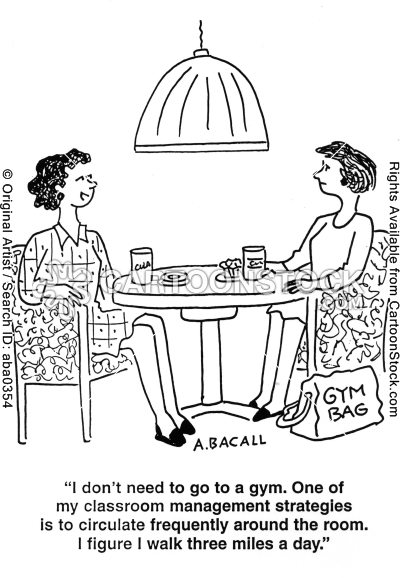 © Original Artist / Search ID: aba0354
Rights Available from CartoonStock.com
CARTOONSTOCK
GYM
BAG
A.BACALL
“I don’t need to go to a gym. One of
my classroom management strategies
is to circulate frequently around the room.
I figure I walk three miles a day.”